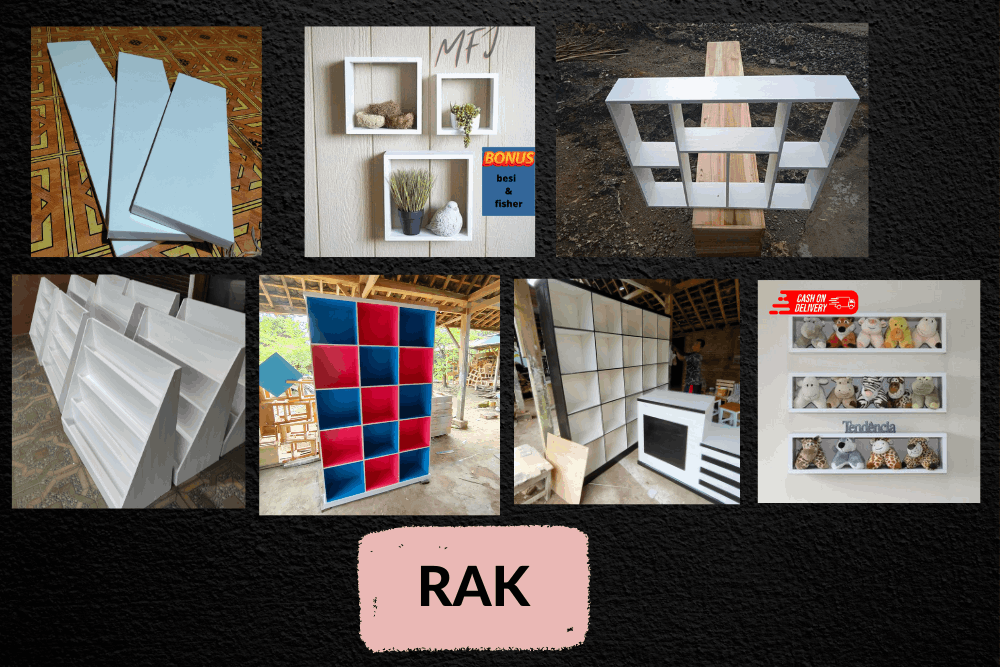 MFJ
BONUS
besi
&
fisher
CASH ON
DELIVERY
Tendência
RAK